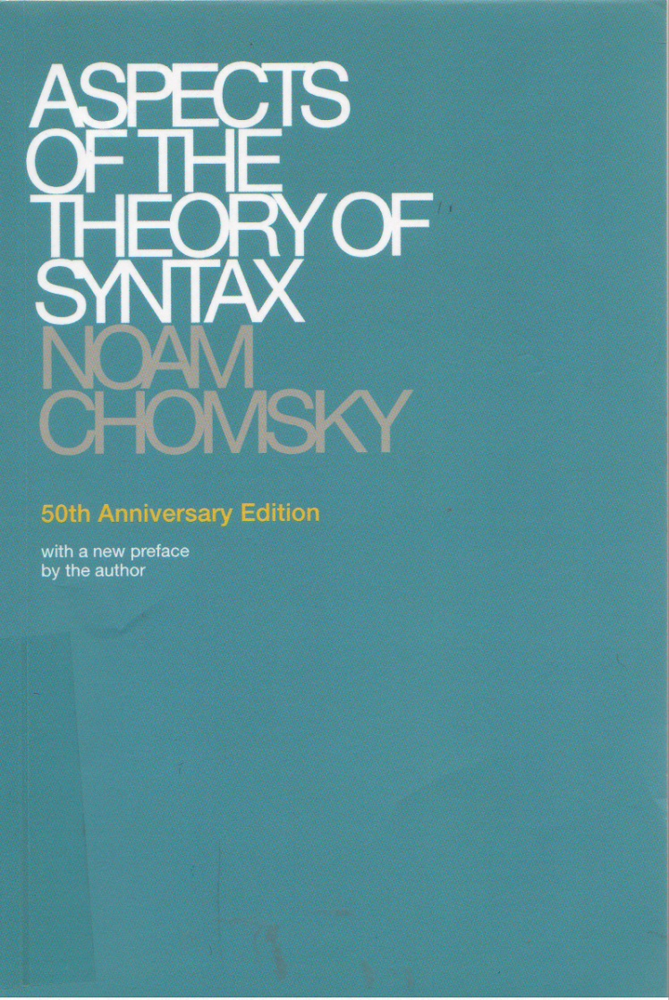 ASPECTS
OF THE
THEORY OF
SYNTAX
NOAM
CHOMSKY
50th Anniversary Edition
with a new preface
by the author